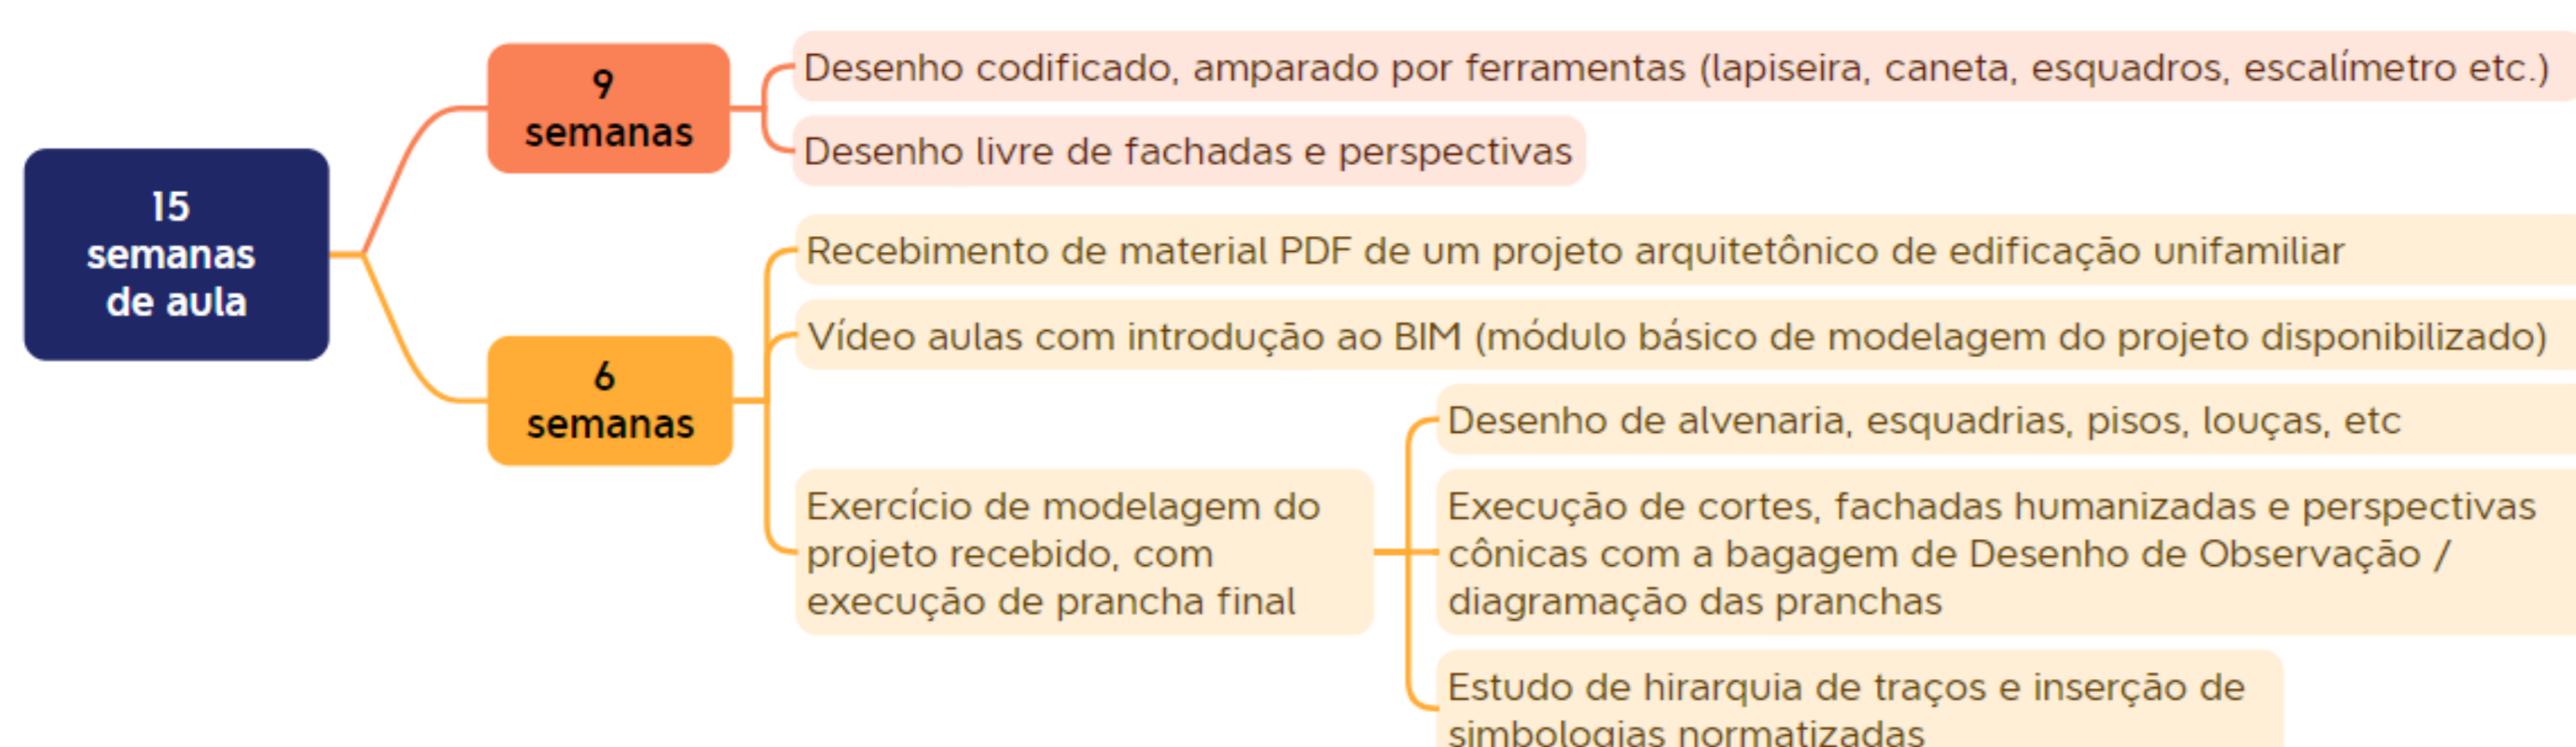 15
semanas
de aula
9
semanas
Desenho codificado, amparado por ferramentas (lapiseira, caneta, esquadros, escalímetro etc.)
Desenho livre de fachadas e perspectivas
6
semanas
Recebimento de material PDF de um projeto arquitetônico de edificação unifamiliar
Vídeo aulas com introdução ao BIM (módulo básico de modelagem do projeto disponibilizado)
Exercício de modelagem do
projeto recebido, com
execução de prancha final
Desenho de alvenaria, esquadrias, pisos, louças, etc
Execução de cortes, fachadas humanizadas e perspectivas
cônicas com a bagagem de Desenho de Observação /
diagramação das pranchas
Estudo de hirarquia de traços e inserção de
simbologias normatizadas